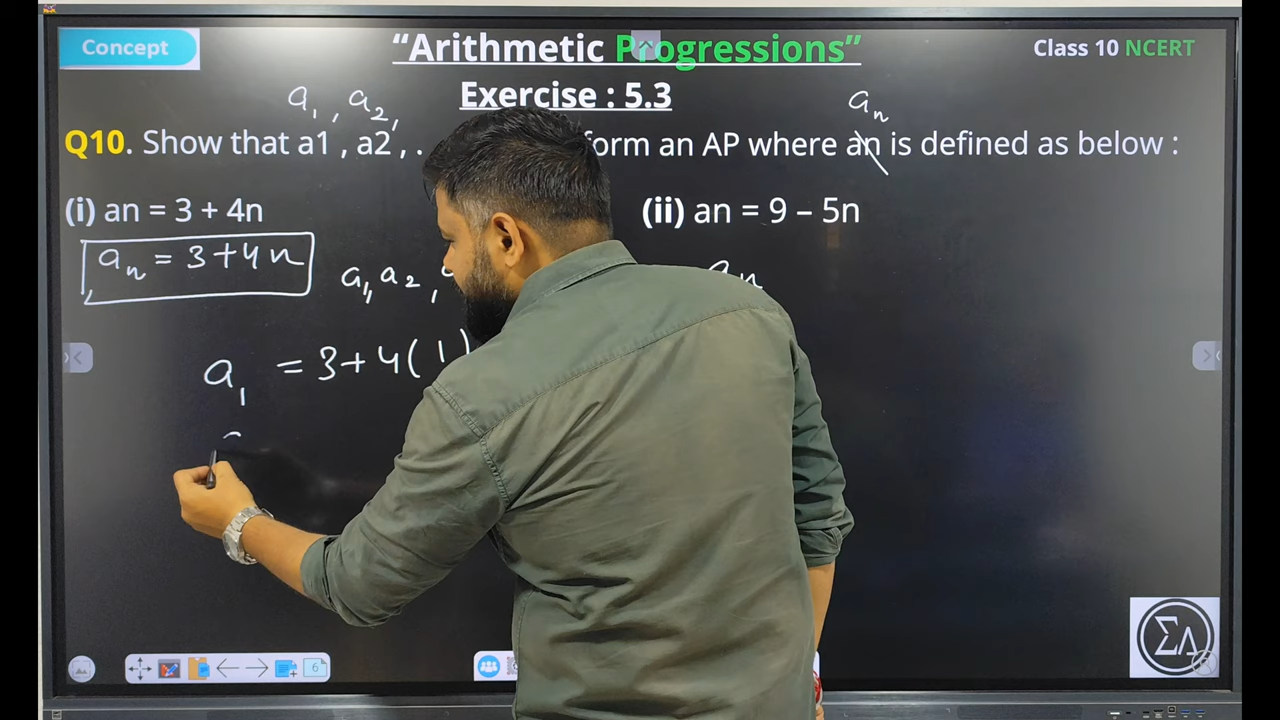 Concept
“Arithmetic Progressions”
Class 10 NCERT
Exercise : 5.3
a₁ , a₂ ,
aₙ
Q10. Show that a1 , a2 , . form an AP where an is defined as below :
(i) an = 3 + 4n
(ii) an = 9 – 5n
aₙ = 3+4n
a₁, a₂ ,
a₁ = 3+4(1)
6
ΣΛ